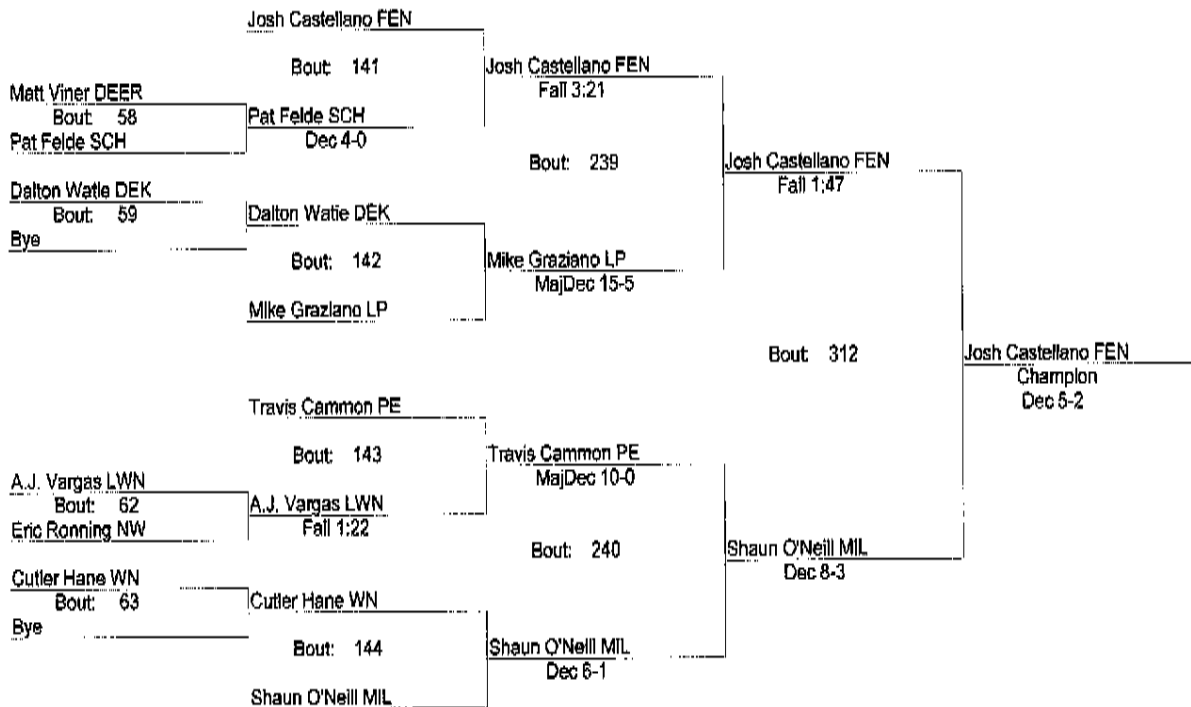 Josh Castellano FEN
Bout: 141
Josh Castellano FEN
Fall 3:21
Matt Viner DEER
Bout: 58
Pat Felde SCH
Pat Felde SCH
Dec 4-0
Bout: 239
Josh Castellano FEN
Fall 1:47
Dalton Watie DEK
Bout: 59
Bye
Dalton Watie DEK
Bout: 142
Mike Graziano LP
MajDec 15-5
Mike Graziano LP
Bout: 312
Josh Castellano FEN
Champion
Dec 5-2
Travis Cammon PE
Bout: 143
Travis Cammon PE
MajDec 10-0
A.J. Vargas LWN
Bout: 62
Eric Ronning NW
A.J. Vargas LWN
Fall 1:22
Bout: 240
Shaun O'Neill MIL
Dec 8-3
Cutler Hane WN
Bout: 63
Bye
Cutler Hane WN
Bout: 144
Shaun O'Neill MIL
Dec 6-1
Shaun O'Neill MIL